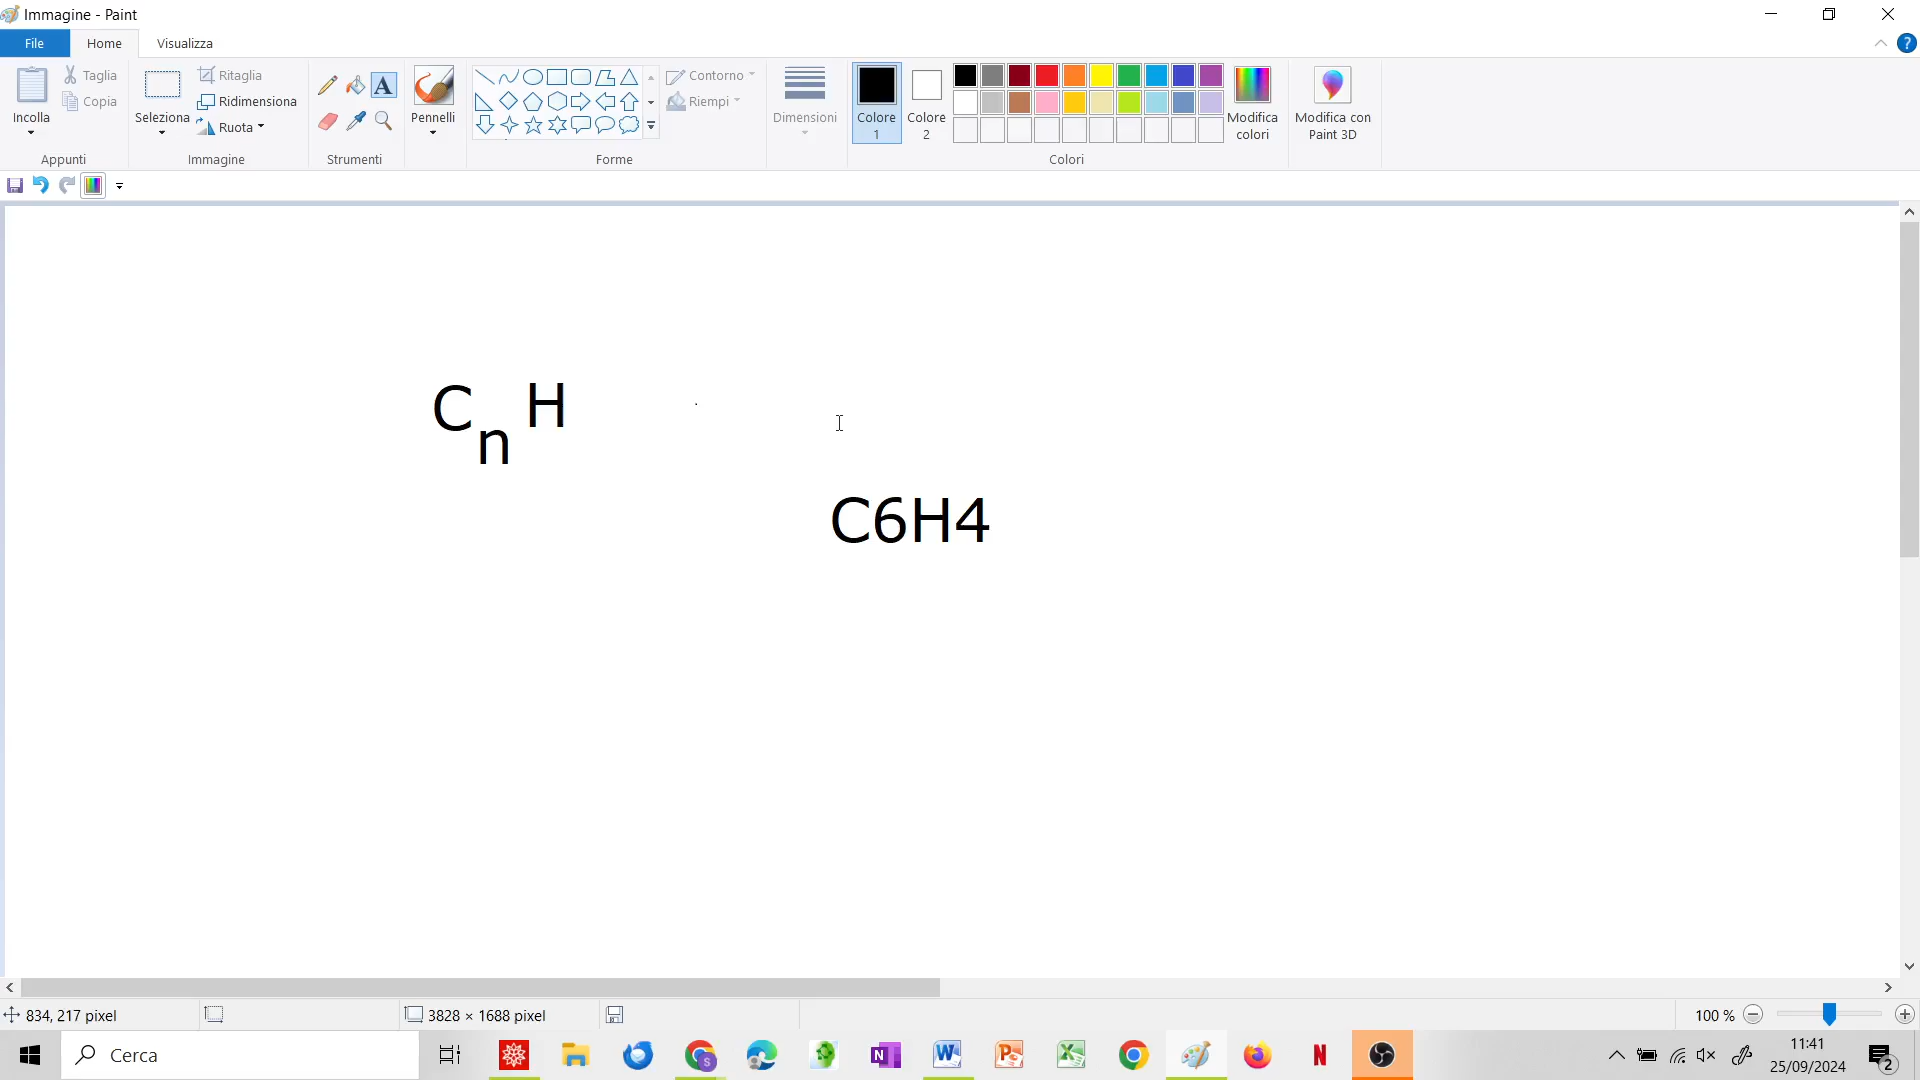 Immagine - Paint
File Home Visualizza
?
Incolla
Taglia
Copia
Appunti
Seleziona
Ritaglia
Ridimensiona
Ruota
Immagine
A
Strumenti
Pennelli
Forme
Contorno
Riempi
Dimensioni
Colore
1
Colore
2
Modifica
colori
Colori
Modifica con
Paint 3D
C H
n
C6H4
834, 217 pixel
3828 × 1688 pixel
100 %
Cerca
S
N
W
P
X
N
11:41
25/09/2024
2